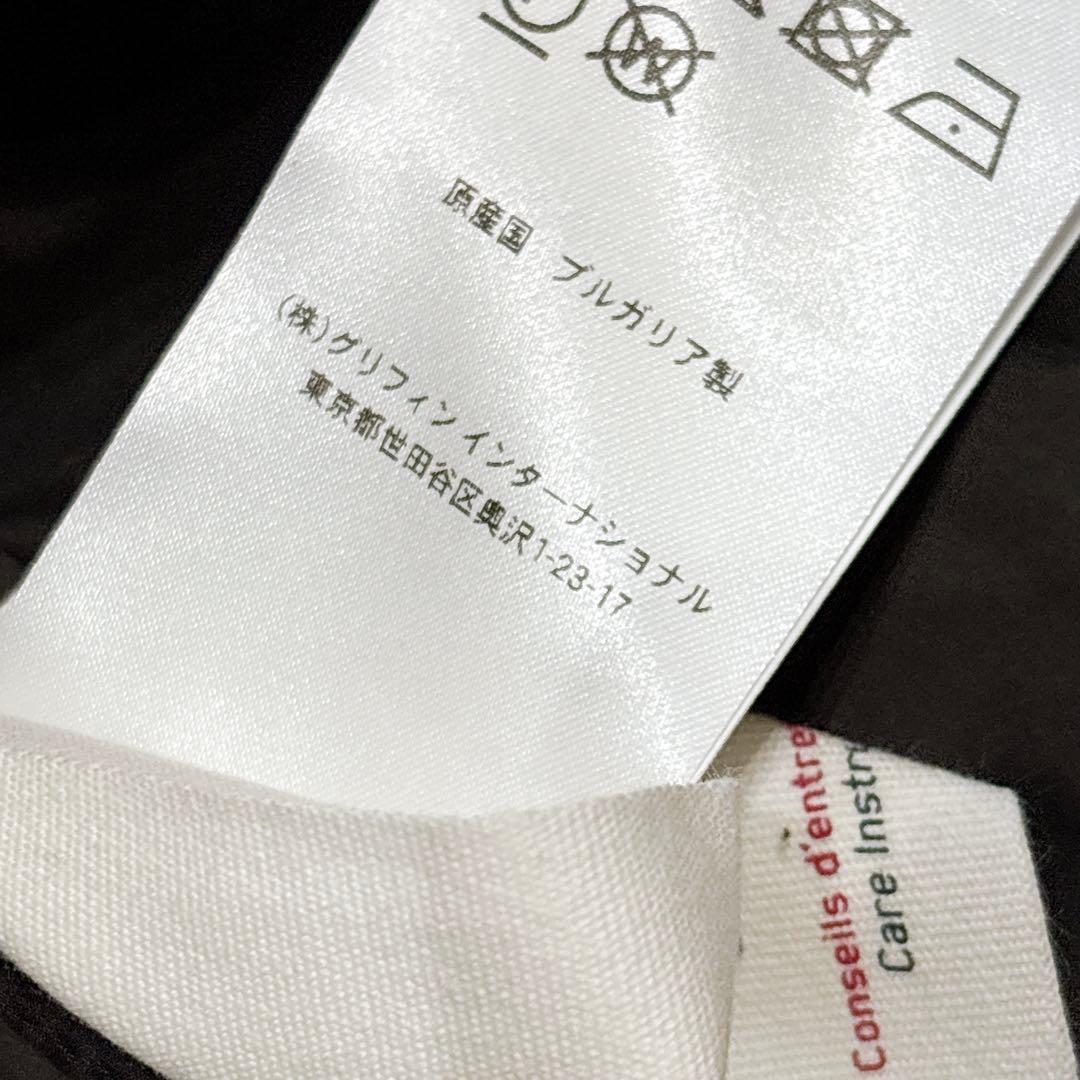 原産国 ブルガリア製
(株)グリフィンインターナショナル
東京都世田谷区奥沢1-23-17
Conseils d'entre
Care Instr